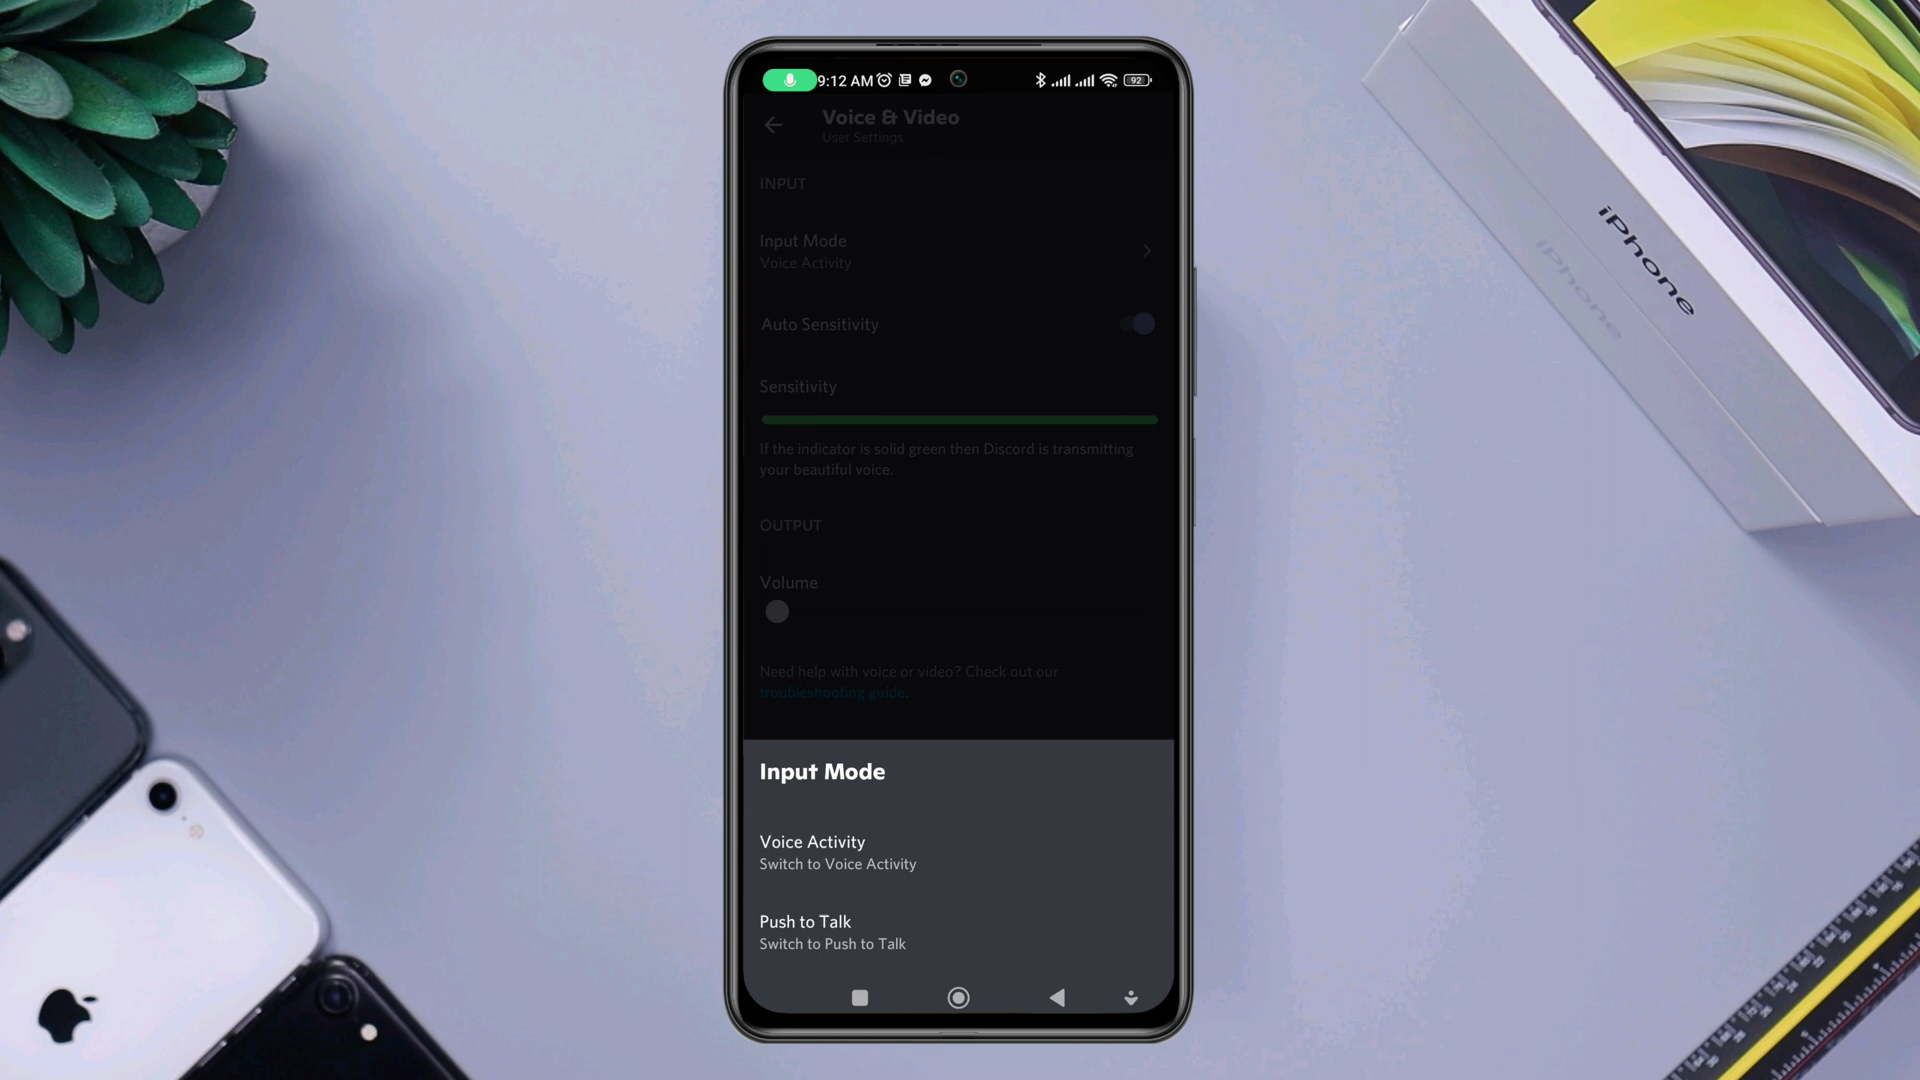 9:12 AM
92
Voice & Video
User Settings
INPUT
Input Mode
Voice Activity
Auto Sensitivity
Sensitivity
If the indicator is solid green then Discord is transmitting
your beautiful voice.
OUTPUT
Volume
Need help with voice or video? Check out our
troubleshooting guide.
Input Mode
Voice Activity
Switch to Voice Activity
Push to Talk
Switch to Push to Talk
iPhone
iPhone